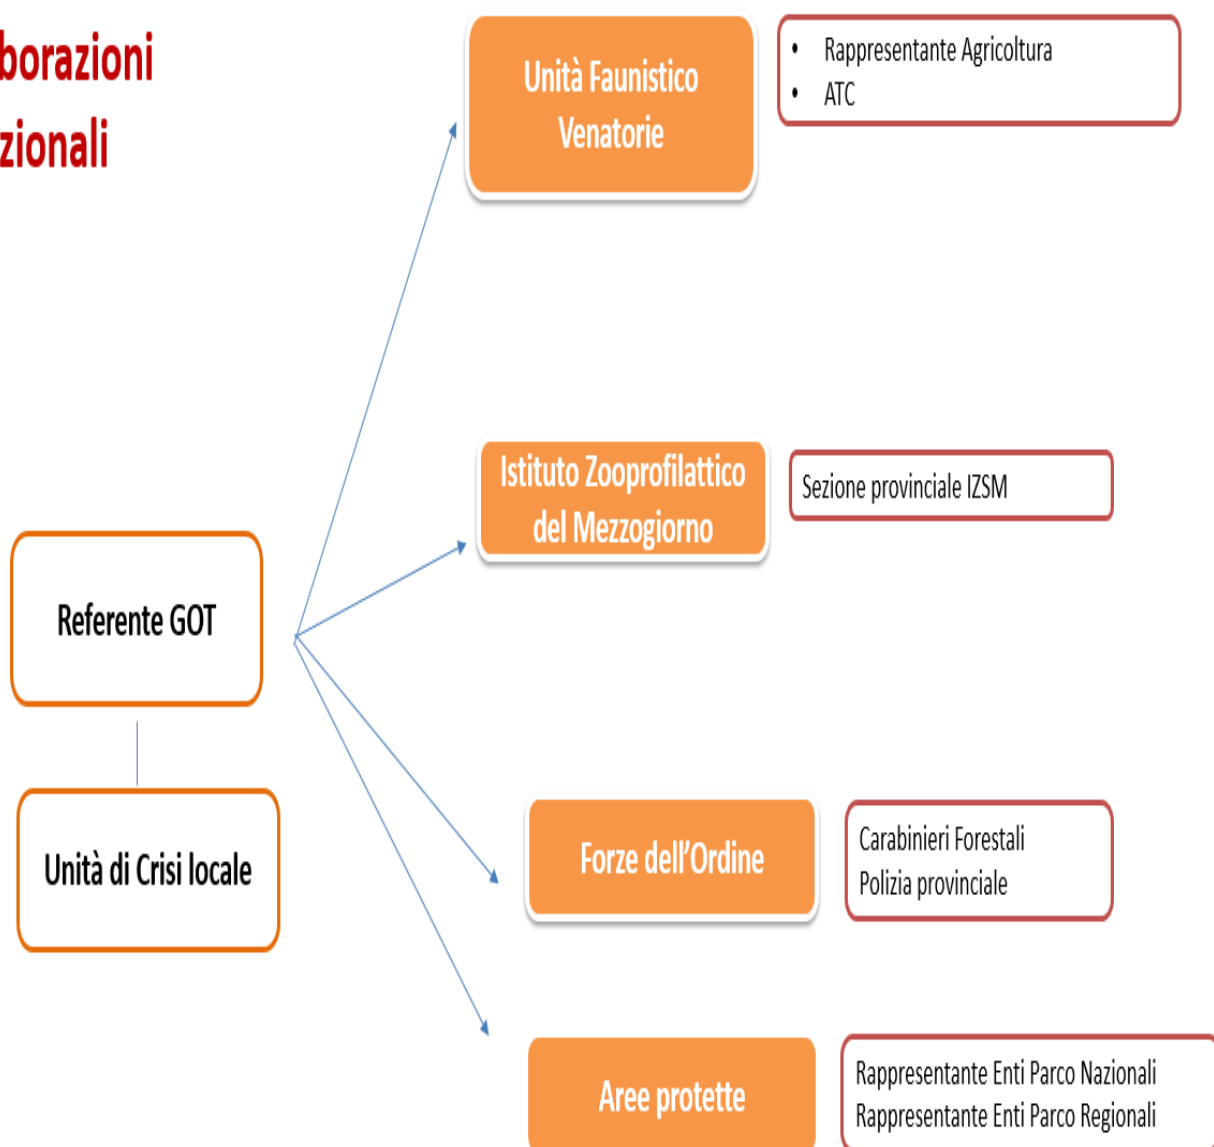 borazioni
zionali
Unità Faunistico
Venatorie
• Rappresentante Agricoltura
• ATC
Istituto Zooprofilattico
del Mezzogiorno
Sezione provinciale IZSM
Referente GOT
Unità di Crisi locale
Forze dell'Ordine
Carabinieri Forestali
Polizia provinciale
Aree protette
Rappresentante Enti Parco Nazionali
Rappresentante Enti Parco Regionali